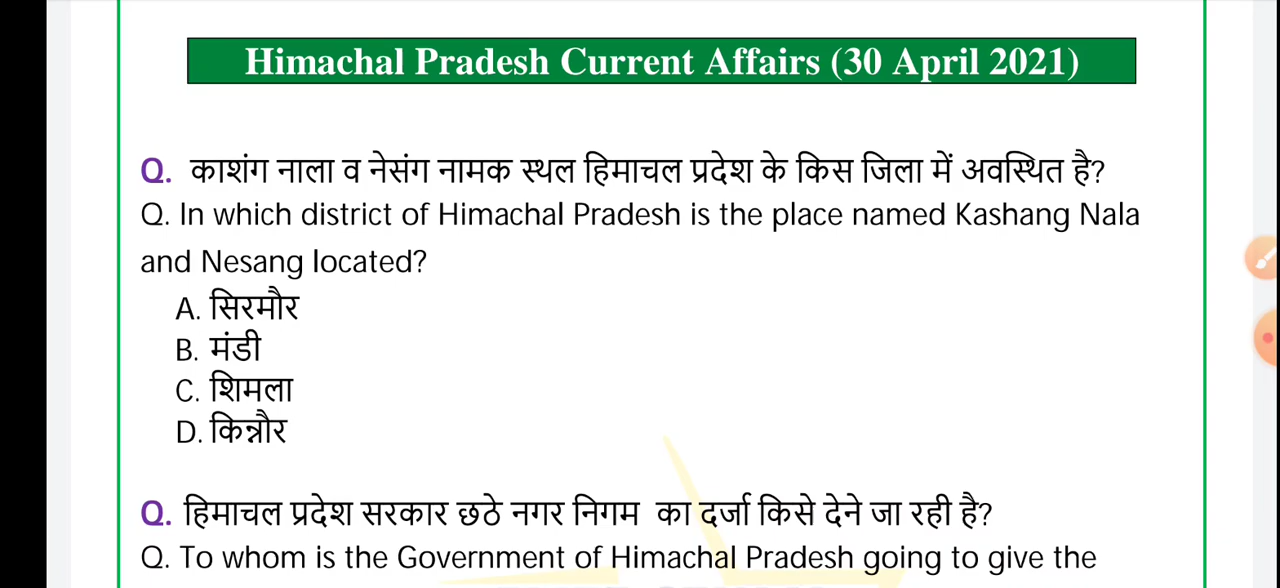 Himachal Pradesh Current Affairs (30 April 2021)
Q. काशंग नाला व नेसंग नामक स्थल हिमाचल प्रदेश के किस जिला में अवस्थित है?
Q. In which district of Himachal Pradesh is the place named Kashang Nala
and Nesang located?
A. सिरमौर
B. मंडी
C. शिमला
D. किन्नौर
Q. हिमाचल प्रदेश सरकार छठे नगर निगम का दर्जा किसे देने जा रही है?
Q. To whom is the Government of Himachal Pradesh going to give the